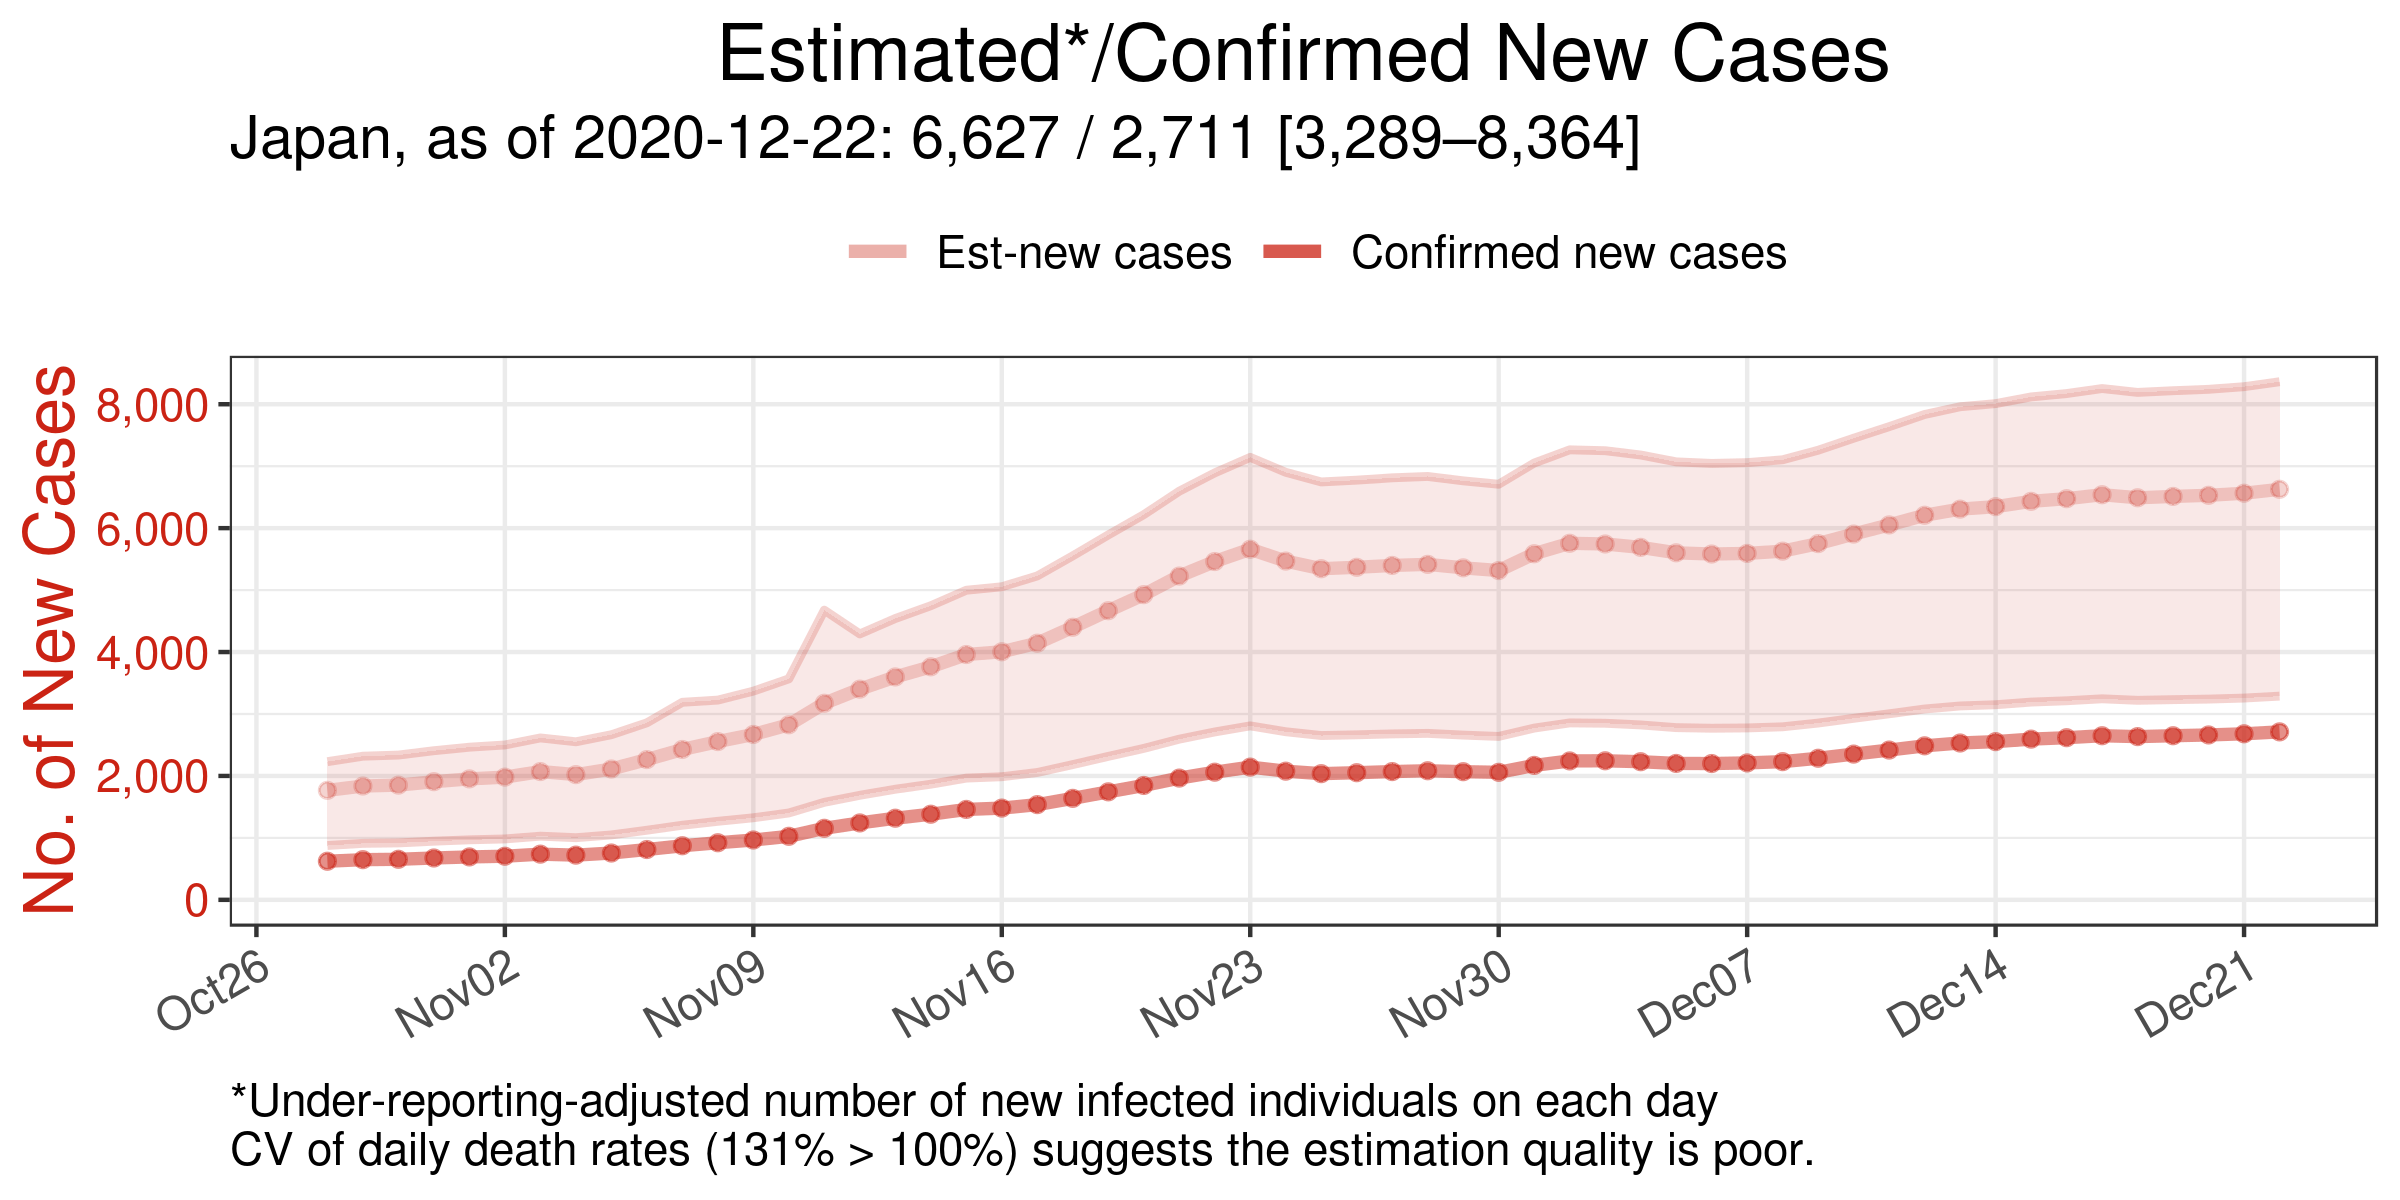 Estimated*/Confirmed New Cases
Japan, as of 2020-12-22: 6,627 / 2,711 [3,289–8,364]
Est-new cases Confirmed new cases
No. of New Cases
8,000
6,000
4,000
2,000
0
Oct26 Nov02 Nov09 Nov16 Nov23 Nov30 Dec07 Dec14 Dec21
*Under-reporting-adjusted number of new infected individuals on each day
CV of daily death rates (131% > 100%) suggests the estimation quality is poor.